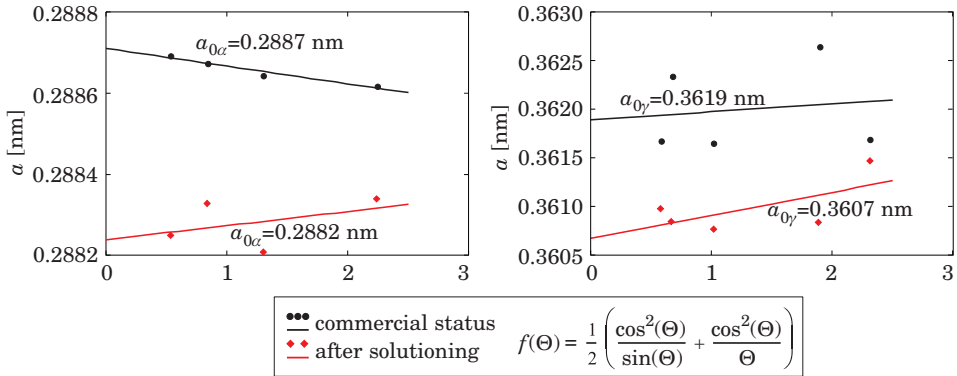 0.2888
0.2886
0.2884
0.2882
a [nm]
a₀α=0.2887 nm
a₀α=0.2882 nm
0 1 2 3
0.3630
0.3625
0.3620
0.3615
0.3610
0.3605
a [nm]
a₀γ=0.3619 nm
a₀γ=0.3607 nm
0 1 2 3
commercial status
after solutioning
f(Θ) = 1/2 (cos²(Θ)/sin(Θ) + cos²(Θ)/Θ)